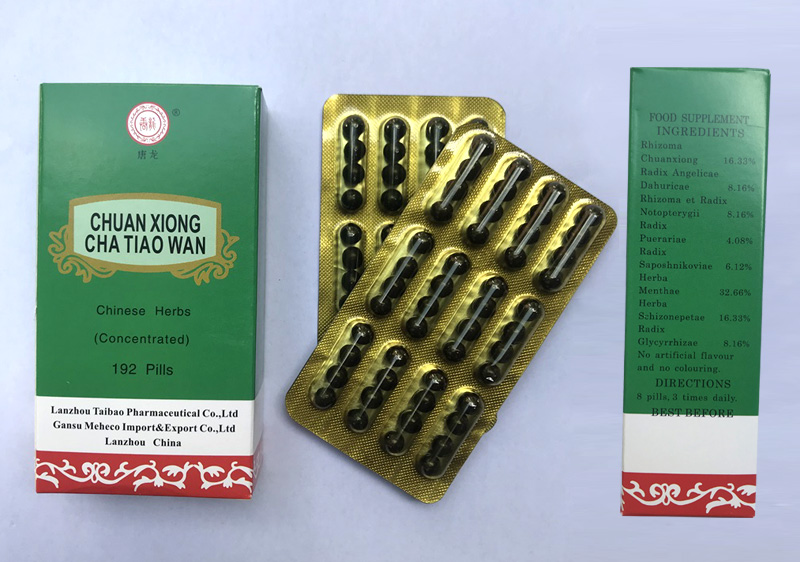 ®
唐龙
CHUAN XIONG
CHA TIAO WAN
Chinese Herbs
(Concentrated)
192 Pills
Lanzhou Taibao Pharmaceutical Co.,Ltd
Gansu Meheco Import&Export Co.,Ltd
Lanzhou China
FOOD SUPPLEMENT
INGREDIENTS
Rhizoma
Chuanxiong 16.33%
Radix Angelicae
Dahuricae 8.16%
Rhizoma et Radix
Notopterygii 8.16%
Radix
Puerariae 4.08%
Radix
Saposhnikoviae 6.12%
Herba
Menthae 32.66%
Herba
Schizonepetae 16.33%
Radix
Glycyrrhizae 8.16%
No artificial flavour
and no colouring.
DIRECTIONS
8 pills, 3 times daily.
BEST BEFORE